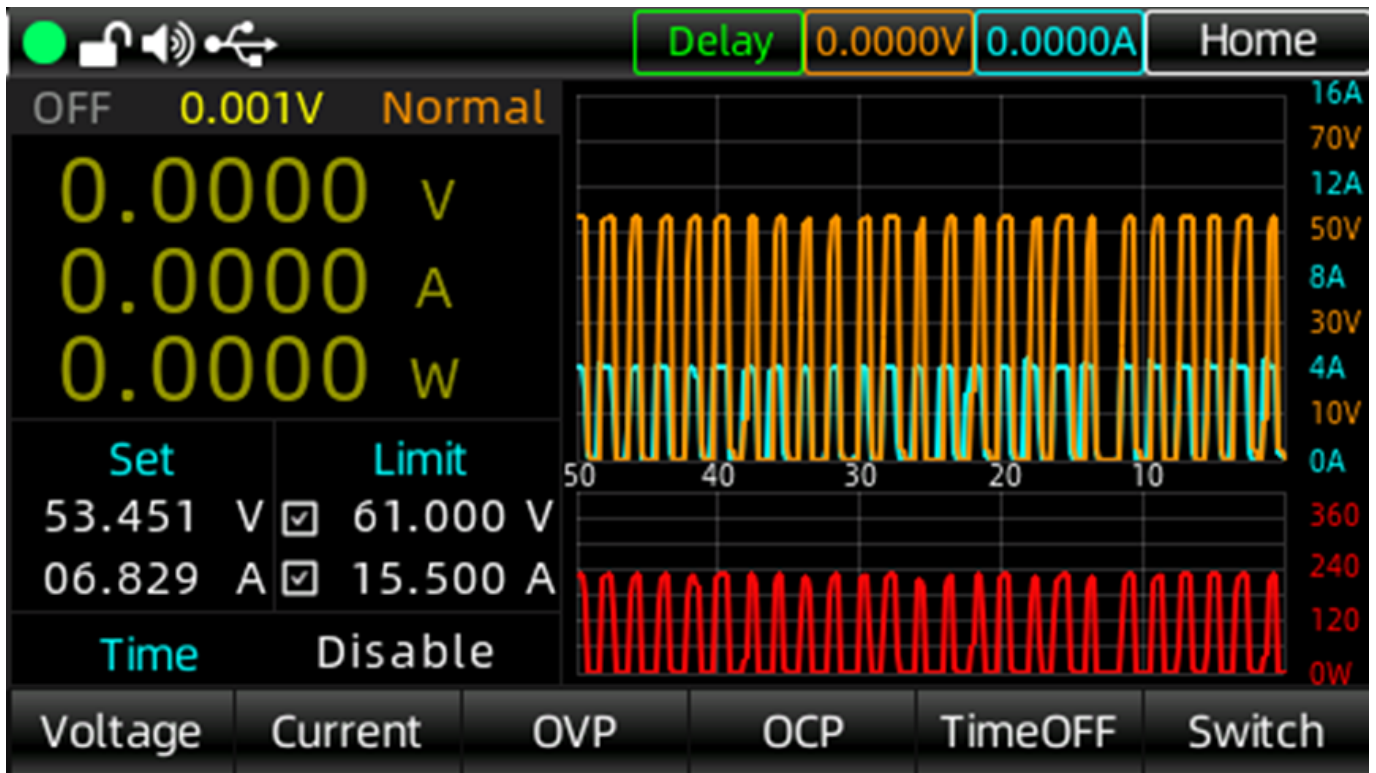 Delay 0.0000V 0.0000A Home
OFF 0.001V Normal
0.0000 V
0.0000 A
0.0000 W
Set Limit
53.451 V 61.000 V
06.829 A 15.500 A
Time Disable
16A
70V
12A
50V
8A
30V
4A
10V
0A
50 40 30 20 10
360
240
120
0W
Voltage Current OVP OCP TimeOFF Switch